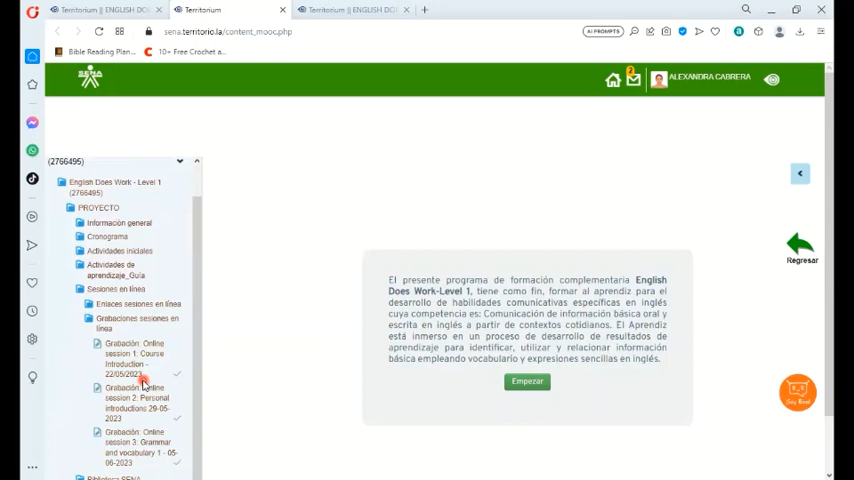 Territorium || ENGLISH DO
Territorium
Territorium || ENGLISH DO
sena.territorio.la/content_mooc.php
AI PROMPTS
Bible Reading Plan...
10+ Free Crochet a...
SENA
2
ALEXANDRA CABRERA
(2766495)
English Does Work - Level 1
(2766495)
PROYECTO
Información general
Cronograma
Actividades iniciales
Actividades de
aprendizaje_Guía
Sesiones en línea
Enlaces sesiones en línea
Grabaciones sesiones en
línea
Grabación: Online
session 1: Course
Introduction -
22/05/2023
Grabación: Online
session 2: Personal
introductions 29-05-
2023
Grabación: Online
session 3: Grammar
and vocabulary 1 - 05-
06-2023
Biblioteca SENA
El presente programa de formación complementaria English
Does Work-Level 1, tiene como fin, formar al aprendiz para el
desarrollo de habilidades comunicativas específicas en inglés
cuya competencia es: Comunicación de información básica oral y
escrita en inglés a partir de contextos cotidianos. El Aprendiz
está inmerso en un proceso de desarrollo de resultados de
aprendizaje para identificar, utilizar y relacionar información
básica empleando vocabulario y expresiones sencillas en inglés.
Empezar
Regresar